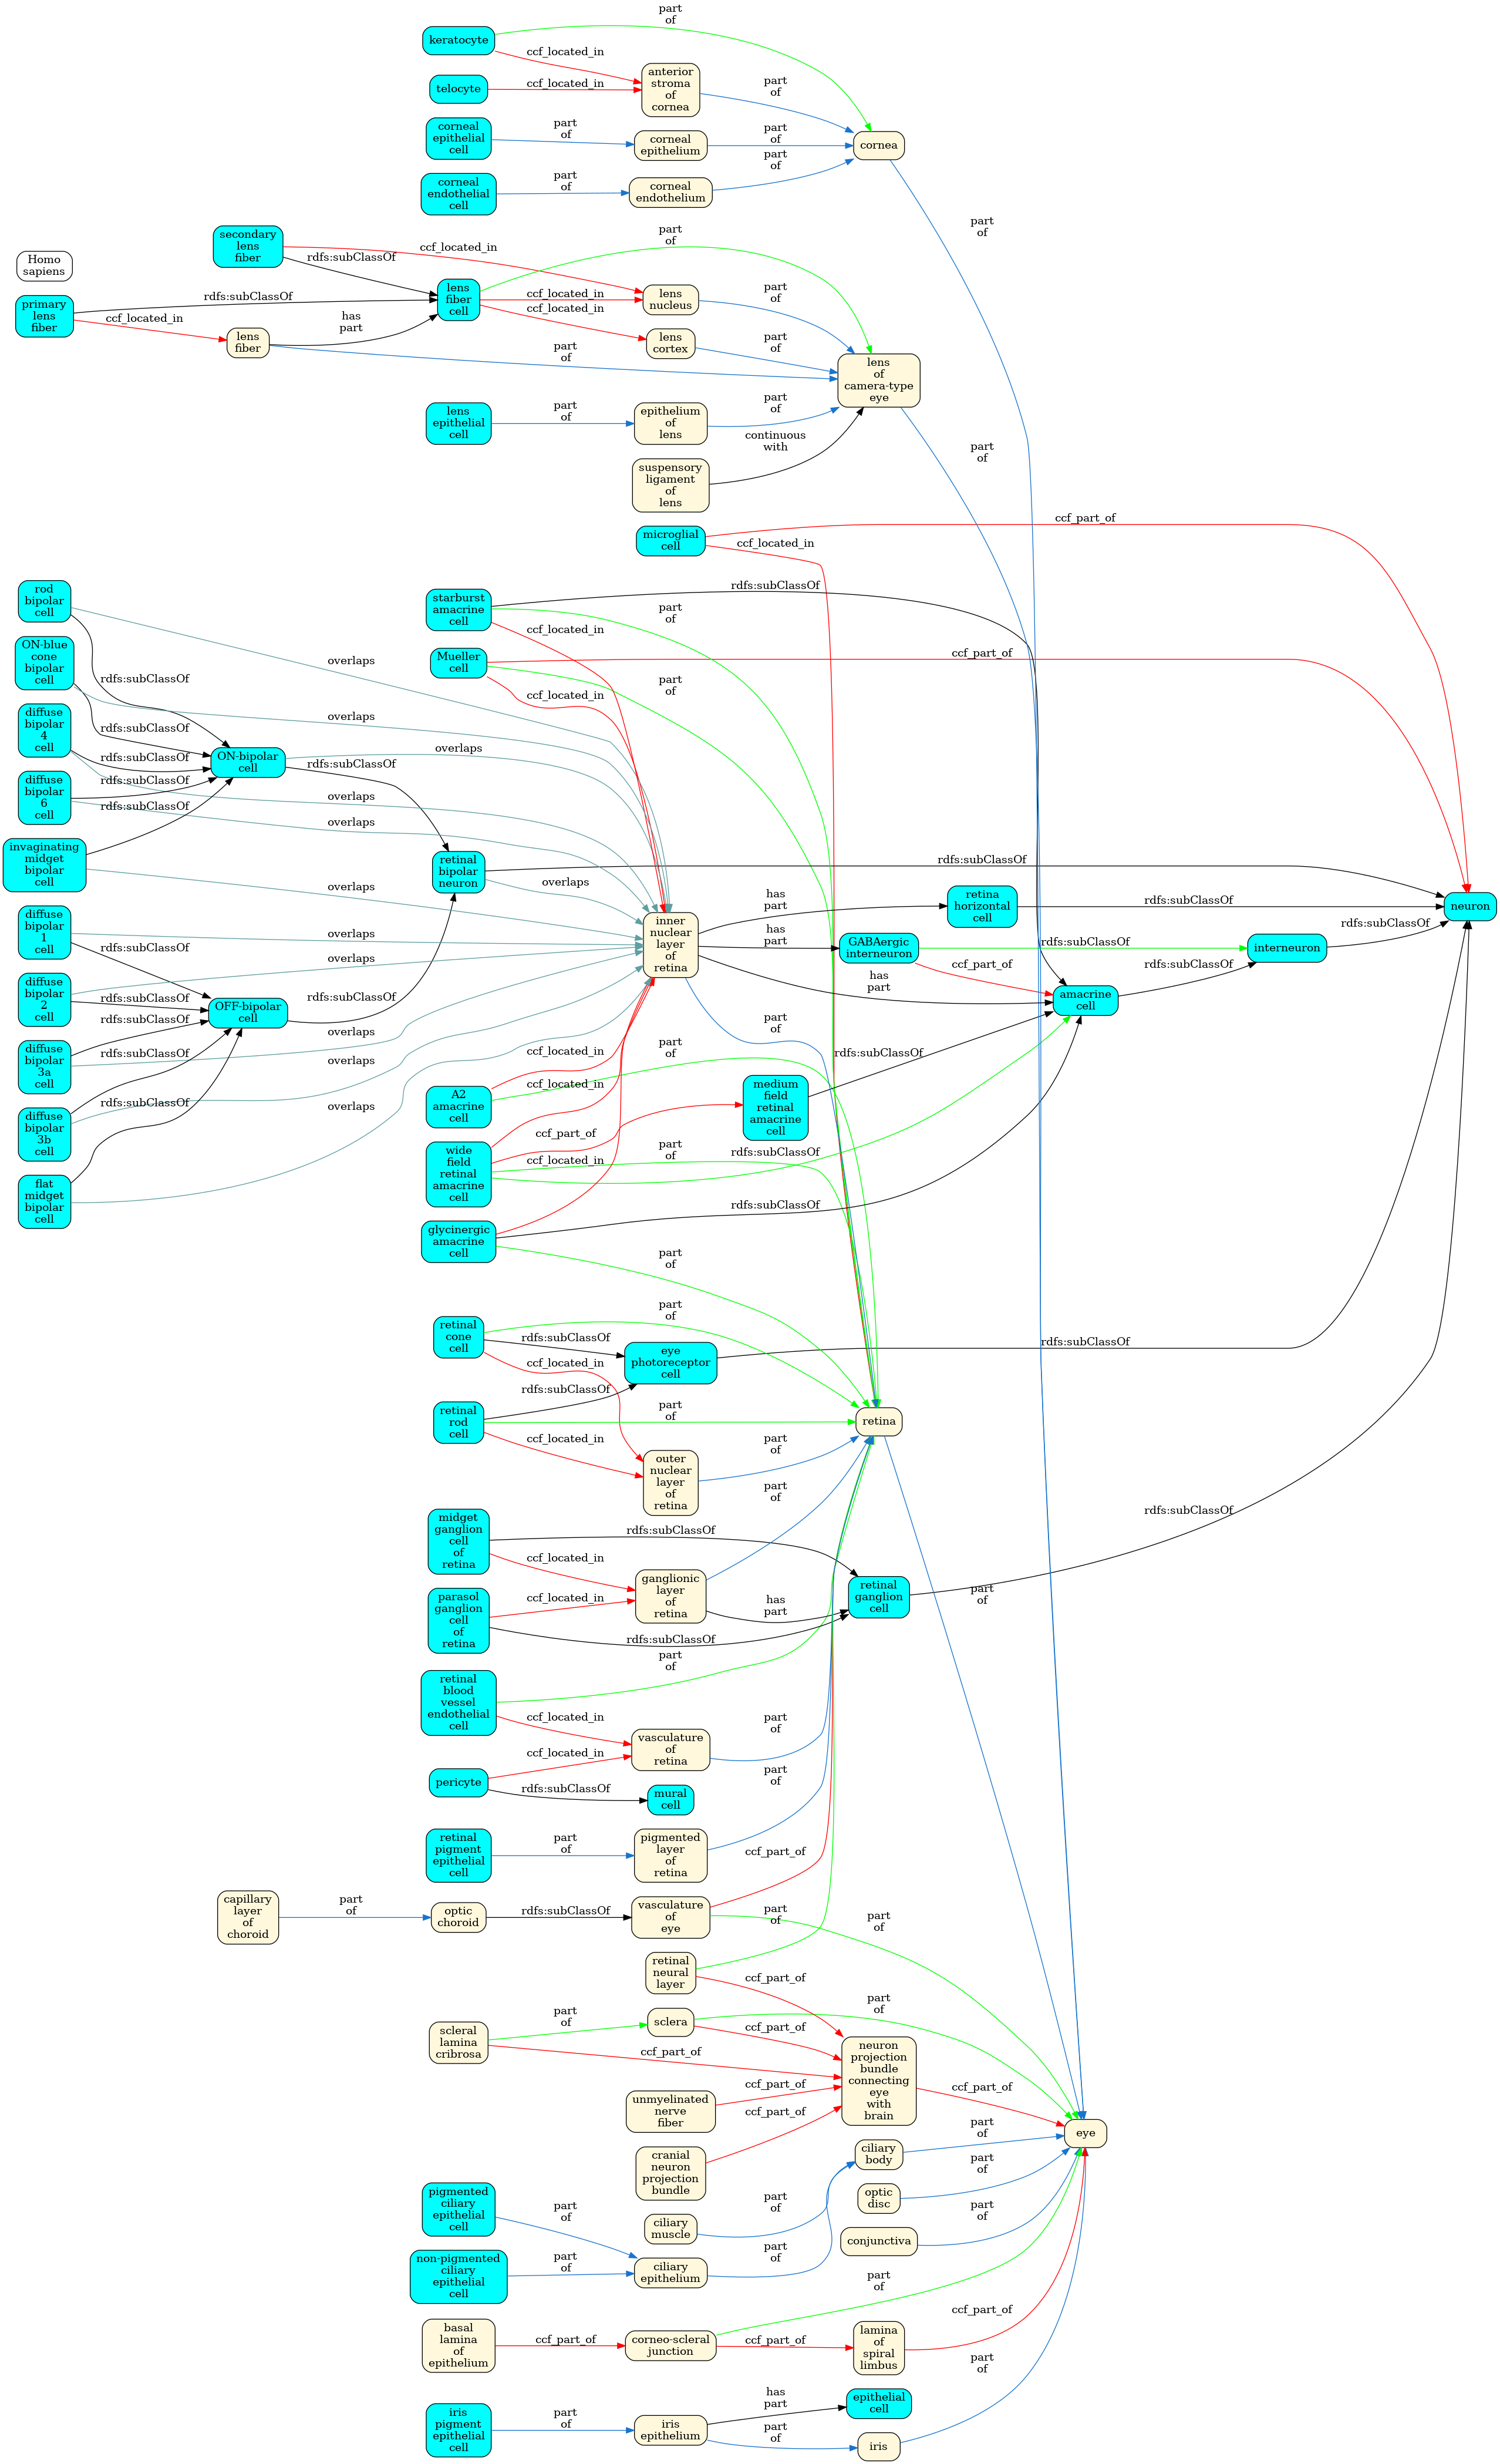 part
of
keratocyte
ccf_located_in
anterior
stroma
of
cornea
telocyte
ccf_located_in
part
of
corneal
epithelial
cell
part
of
corneal
epithelium
part
of
cornea
corneal
endothelial
cell
part
of
corneal
endothelium
part
of
part
of
secondary
lens
fiber
ccf_located_in
rdfs:subClassOf
part
of
Homo
sapiens
primary
lens
fiber
rdfs:subClassOf
ccf_located_in
lens
fiber
has
part
lens
fiber
cell
ccf_located_in
ccf_located_in
lens
nucleus
part
of
lens
cortex
part
of
part
of
lens
of
camera-type
eye
lens
epithelial
cell
part
of
epithelium
of
lens
part
of
part
of
suspensory
ligament
of
lens
continuous
with
microglial
cell
ccf_part_of
ccf_located_in
rod
bipolar
cell
starburst
amacrine
cell
rdfs:subClassOf
part
of
ccf_located_in
ON-blue
cone
bipolar
cell
overlaps
rdfs:subClassOf
Mueller
cell
ccf_part_of
part
of
ccf_located_in
diffuse
bipolar
4
cell
overlaps
rdfs:subClassOf
rdfs:subClassOf
ON-bipolar
cell
overlaps
rdfs:subClassOf
diffuse
bipolar
6
cell
rdfs:subClassOf
overlaps
rdfs:subClassOf
overlaps
invaginating
midget
bipolar
cell
overlaps
retinal
bipolar
neuron
overlaps
rdfs:subClassOf
diffuse
bipolar
1
cell
overlaps
rdfs:subClassOf
inner
nuclear
layer
of
retina
has
part
has
part
has
part
part
of
retina
horizontal
cell
rdfs:subClassOf
neuron
GABAergic
interneuron
rdfs:subClassOf
ccf_part_of
interneuron
rdfs:subClassOf
diffuse
bipolar
2
cell
overlaps
rdfs:subClassOf
OFF-bipolar
cell
rdfs:subClassOf
amacrine
cell
rdfs:subClassOf
diffuse
bipolar
3a
cell
rdfs:subClassOf
overlaps
rdfs:subClassOf
overlaps
diffuse
bipolar
3b
cell
rdfs:subClassOf
overlaps
A2
amacrine
cell
ccf_located_in
part
of
ccf_located_in
medium
field
retinal
amacrine
cell
rdfs:subClassOf
flat
midget
bipolar
cell
wide
field
retinal
amacrine
cell
ccf_part_of
part
of
rdfs:subClassOf
ccf_located_in
glycinergic
amacrine
cell
rdfs:subClassOf
part
of
retinal
cone
cell
part
of
rdfs:subClassOf
ccf_located_in
eye
photoreceptor
cell
rdfs:subClassOf
retinal
rod
cell
rdfs:subClassOf
part
of
ccf_located_in
retina
outer
nuclear
layer
of
retina
part
of
midget
ganglion
cell
of
retina
rdfs:subClassOf
ccf_located_in
part
of
parasol
ganglion
cell
of
retina
ccf_located_in
rdfs:subClassOf
ganglionic
layer
of
retina
has
part
retinal
ganglion
cell
rdfs:subClassOf
part
of
retinal
blood
vessel
endothelial
cell
part
of
ccf_located_in
vasculature
of
retina
part
of
pericyte
ccf_located_in
rdfs:subClassOf
mural
cell
part
of
retinal
pigment
epithelial
cell
part
of
pigmented
layer
of
retina
ccf_part_of
capillary
layer
of
choroid
part
of
optic
choroid
rdfs:subClassOf
vasculature
of
eye
part
of
part
of
retinal
neural
layer
ccf_part_of
scleral
lamina
cribrosa
part
of
ccf_part_of
sclera
part
of
ccf_part_of
neuron
projection
bundle
connecting
eye
with
brain
ccf_part_of
unmyelinated
nerve
fiber
ccf_part_of
cranial
neuron
projection
bundle
ccf_part_of
eye
ciliary
body
part
of
optic
disc
part
of
pigmented
ciliary
epithelial
cell
part
of
ciliary
muscle
part
of
conjunctiva
part
of
non-pigmented
ciliary
epithelial
cell
part
of
ciliary
epithelium
part
of
part
of
basal
lamina
of
epithelium
ccf_part_of
corneo-scleral
junction
ccf_part_of
lamina
of
spiral
limbus
ccf_part_of
iris
pigment
epithelial
cell
part
of
iris
epithelium
has
part
epithelial
cell
part
of
iris
part
of